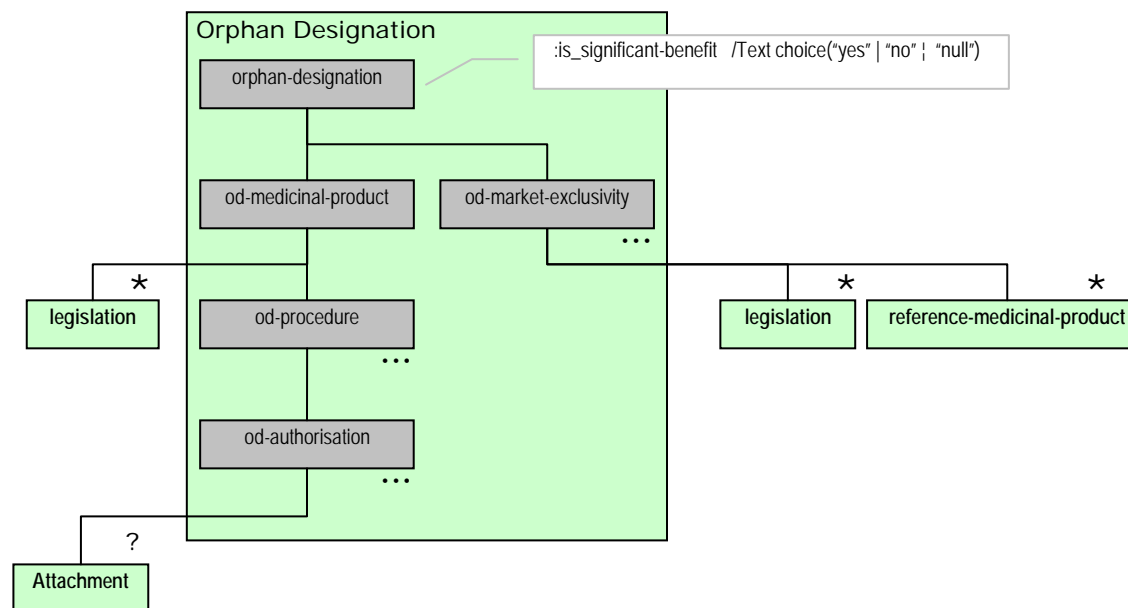 Orphan Designation
:is_significant-benefit /Text choice(“yes” | “no” ¦ “null”)
orphan-designation
od-medicinal-product
od-market-exclusivity
...
*
*
*
legislation
od-procedure
legislation
reference-medicinal-product
...
od-authorisation
...
?
Attachment